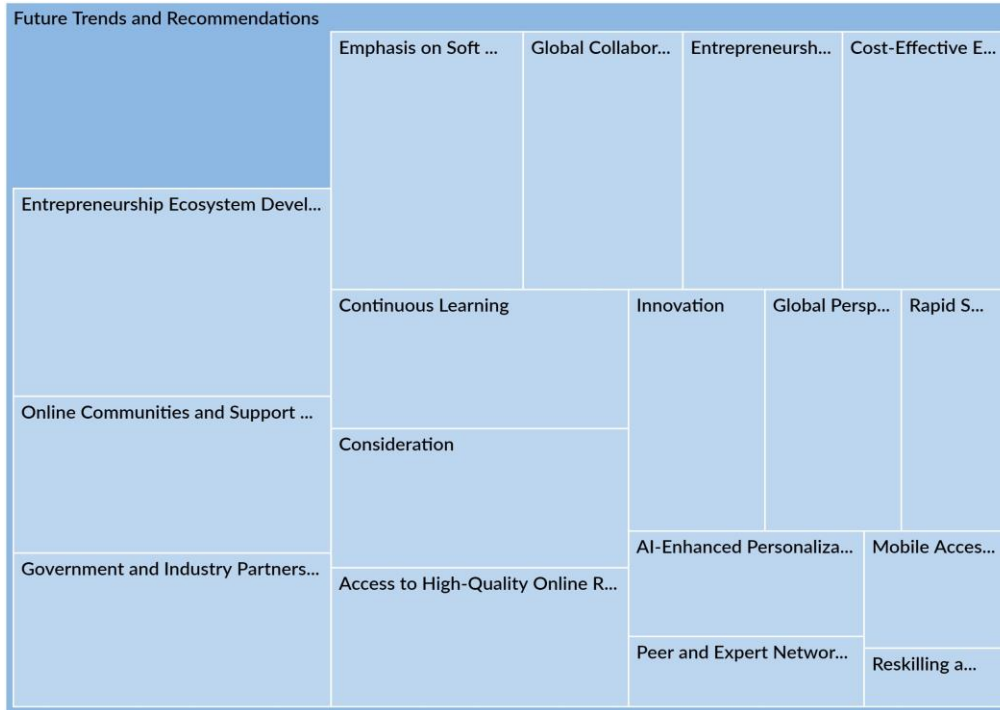 Future Trends and Recommendations
Emphasis on Soft ...
Global Collabor...
Entrepreneursh...
Cost-Effective E...
Entrepreneurship Ecosystem Devel...
Continuous Learning
Innovation
Global Persp...
Rapid S...
Online Communities and Support ...
Consideration
AI-Enhanced Personaliza...
Mobile Acces...
Government and Industry Partners...
Access to High-Quality Online R...
Peer and Expert Networ...
Reskilling a...